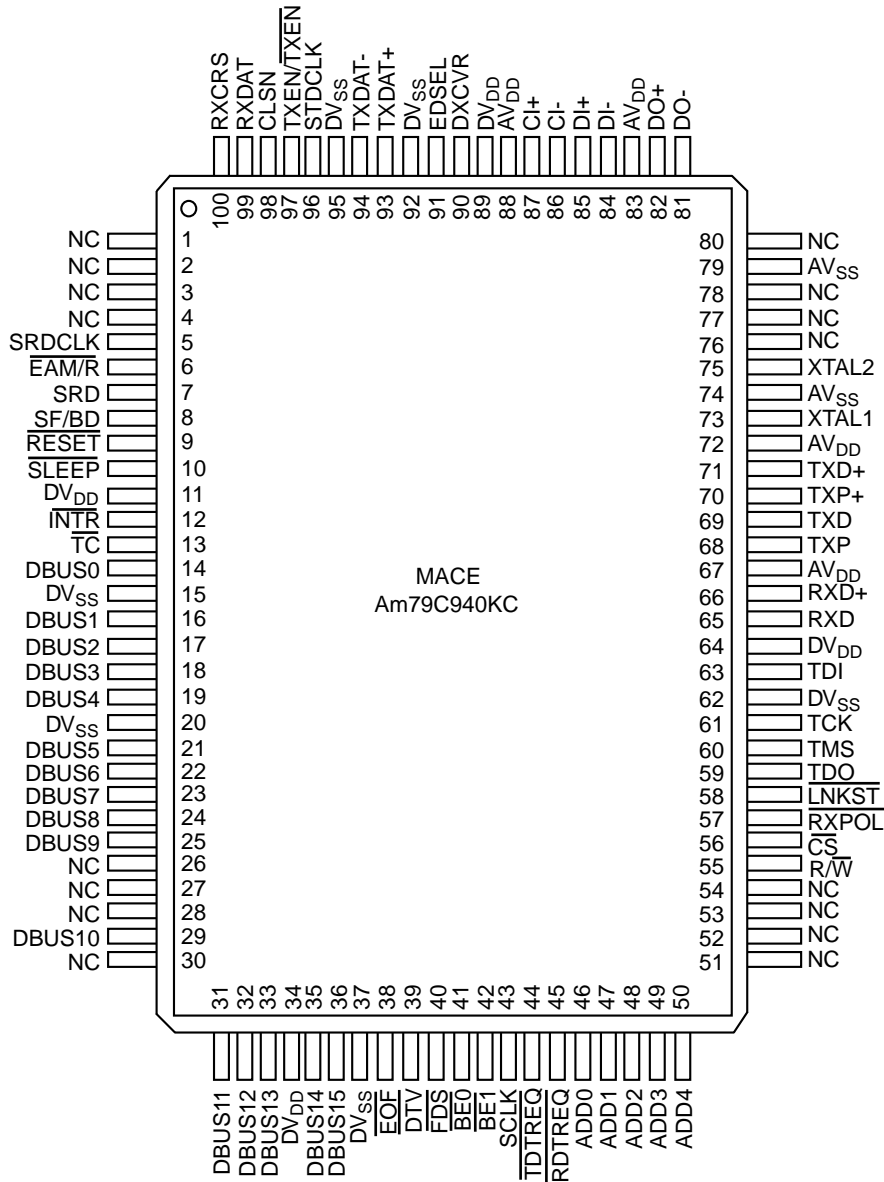 RXCRS
RXDAT
CLSN
TXEN/TXEN
STDCLK
DVSS
TXDAT-
TXDAT+
DVSS
EDSEL
DXCVR
DVDD
AVDD
CI+
CI-
DI+
DI-
AVDD
DO+
DO-
100
99
98
97
96
95
94
93
92
91
90
89
88
87
86
85
84
83
82
81
NC 1
NC 2
NC 3
NC 4
SRDCLK 5
EAM/R 6
SRD 7
SF/BD 8
RESET 9
SLEEP 10
DVDD 11
INTR 12
TC 13
DBUS0 14
DVSS 15
DBUS1 16
DBUS2 17
DBUS3 18
DBUS4 19
DVSS 20
DBUS5 21
DBUS6 22
DBUS7 23
DBUS8 24
DBUS9 25
NC 26
NC 27
NC 28
DBUS10 29
NC 30
MACE
Am79C940KC
80 NC
79 AVSS
78 NC
77 NC
76 NC
75 XTAL2
74 AVSS
73 XTAL1
72 AVDD
71 TXD+
70 TXP+
69 TXD
68 TXP
67 AVDD
66 RXD+
65 RXD
64 DVDD
63 TDI
62 DVSS
61 TCK
60 TMS
59 TDO
58 LNKST
57 RXPOL
56 CS
55 R/W
54 NC
53 NC
52 NC
51 NC
31
32
33
34
35
36
37
38
39
40
41
42
43
44
45
46
47
48
49
50
DBUS11
DBUS12
DBUS13
DVDD
DBUS14
DBUS15
DVSS
EOF
DTV
FDS
BE0
BE1
SCLK
TDTREQ
RDTREQ
ADD0
ADD1
ADD2
ADD3
ADD4